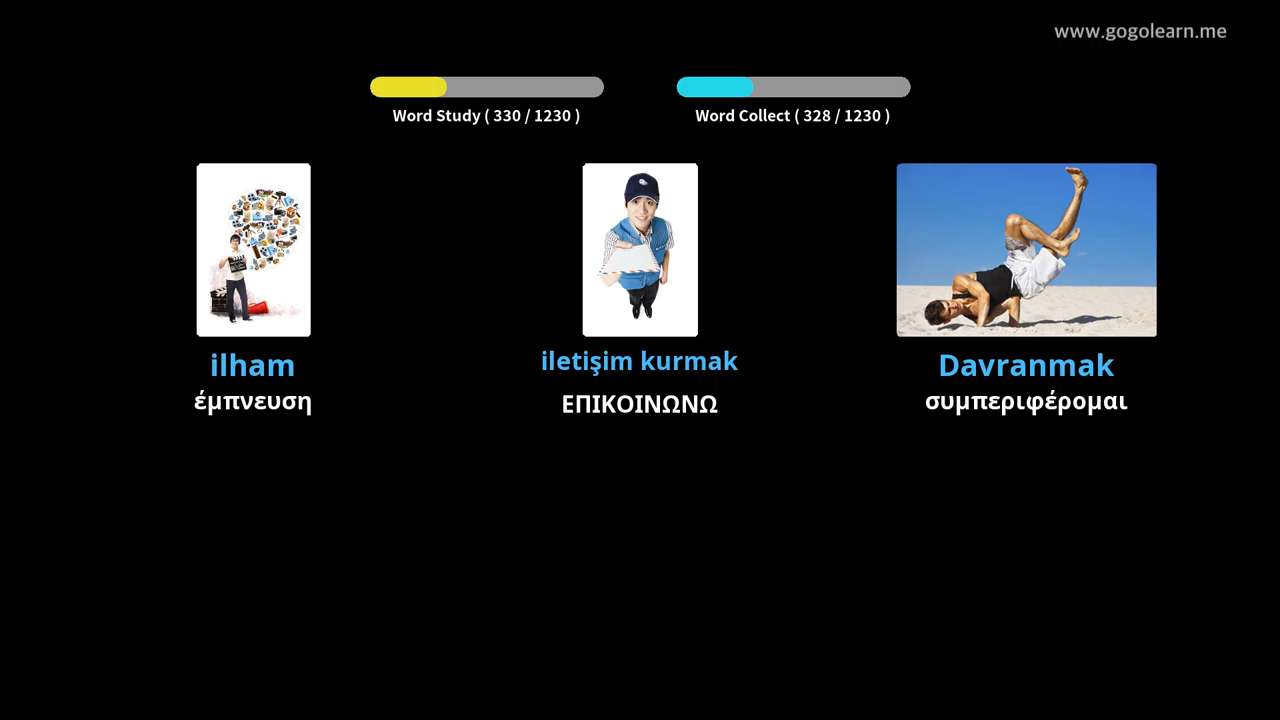 www.gogolearn.me
Word Study ( 330 / 1230 )
Word Collect ( 328 / 1230 )
ilham
έμπνευση
iletişim kurmak
ΕΠΙΚΟΙΝΩΝΩ
Davranmak
συμπεριφέρομαι